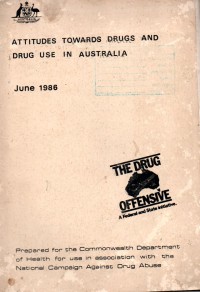 ATTITUDES TOWARDS DRUGS AND
DRUG USE IN AUSTRALIA
June 1986
THE DRUG
OFFENSIVE
A Federal and State Initiative.
Prepared for the Commonwealth Department
of Health for use in association with the
National Campaign Against Drug Abuse